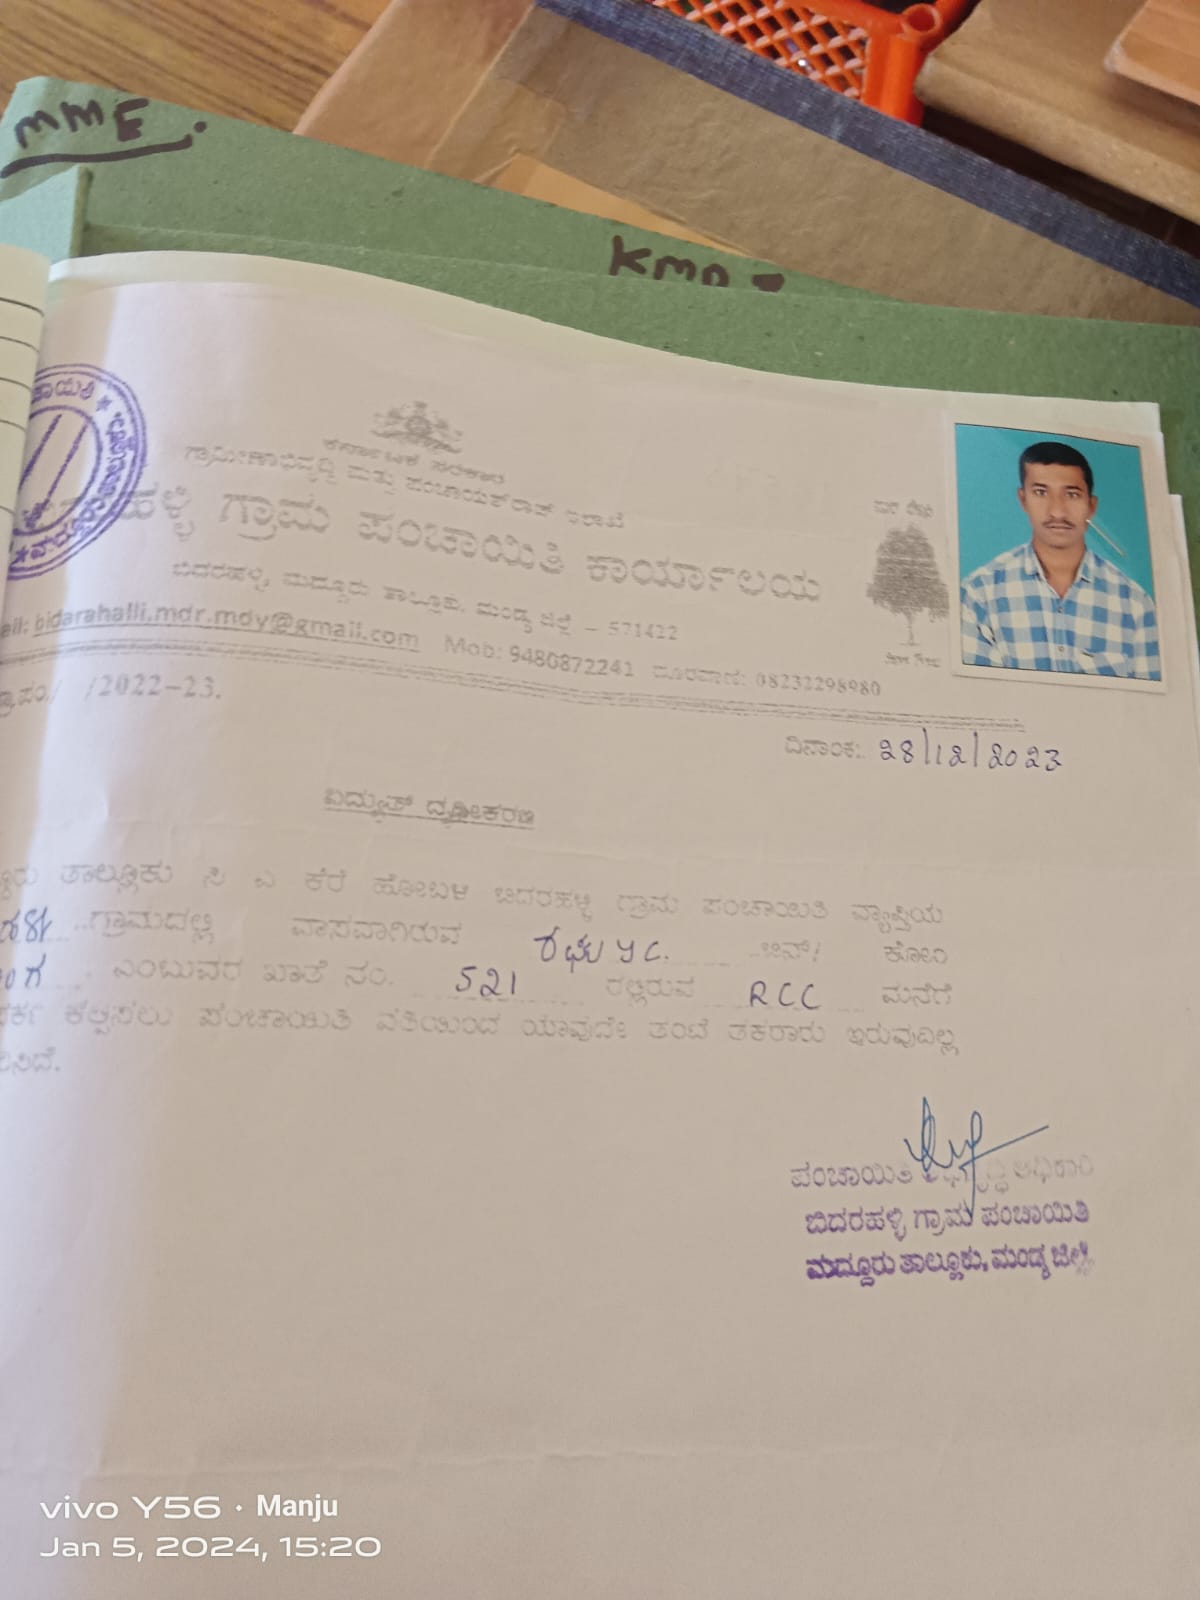 MME.
KMD -
ಕರ್ನಾಟಕ ಸರ್ಕಾರ
ಗ್ರಾಮೀಣಾಭಿವೃದ್ಧಿ ಮತ್ತು ಪಂಚಾಯತ್‌ರಾಜ್ ಇಲಾಖೆ
ಹಳ್ಳಿ ಗ್ರಾಮ ಪಂಚಾಯಿತಿ ಕಾರ್ಯಾಲಯ
ಬಿದರಹಳ್ಳಿ, ಮದ್ದೂರು ತಾಲ್ಲೂಕು, ಮಂಡ್ಯ ಜಿಲ್ಲೆ - 571422
ail: bidarahalli.mdr.mdy@gmail.com Mob: 9480872241 ದೂರವಾಣಿ: 08232298980
ಗ್ರಾ.ಪಂ./ /2022-23.
ದಿನಾಂಕ: 28/12/2023
ವಿದ್ಯುತ್ ದೃಢೀಕರಣ
ತಾಲ್ಲೂಕು ಸಿ ಎ ಕೆರೆ ಹೋಬಳಿ ಬಿದರಹಳ್ಳಿ ಗ್ರಾಮ ಪಂಚಾಯಿತಿ ವ್ಯಾಪ್ತಿಯ
ಗ್ರಾಮದಲ್ಲಿ ವಾಸವಾಗಿರುವ ರಘು y c. ಬಿನ್/ ಕೋಂ
ಎಂಬುವರ ಖಾತೆ ನಂ. 521 ರಲ್ಲಿರುವ RCC ಮನೆಗೆ
ಕಲ್ಪಿಸಲು ಪಂಚಾಯಿತಿ ವತಿಯಿಂದ ಯಾವುದೇ ತಂಟೆ ತಕರಾರು ಇರುವುದಿಲ್ಲ
ಪಂಚಾಯಿತಿ ಅಭಿವೃದ್ಧಿ ಅಧಿಕಾರಿ
ಬಿದರಹಳ್ಳಿ ಗ್ರಾಮ ಪಂಚಾಯಿತಿ
ಮದ್ದೂರು ತಾಲ್ಲೂಕು, ಮಂಡ್ಯ ಜಿಲ್ಲೆ
vivo Y56 · Manju
Jan 5, 2024, 15:20